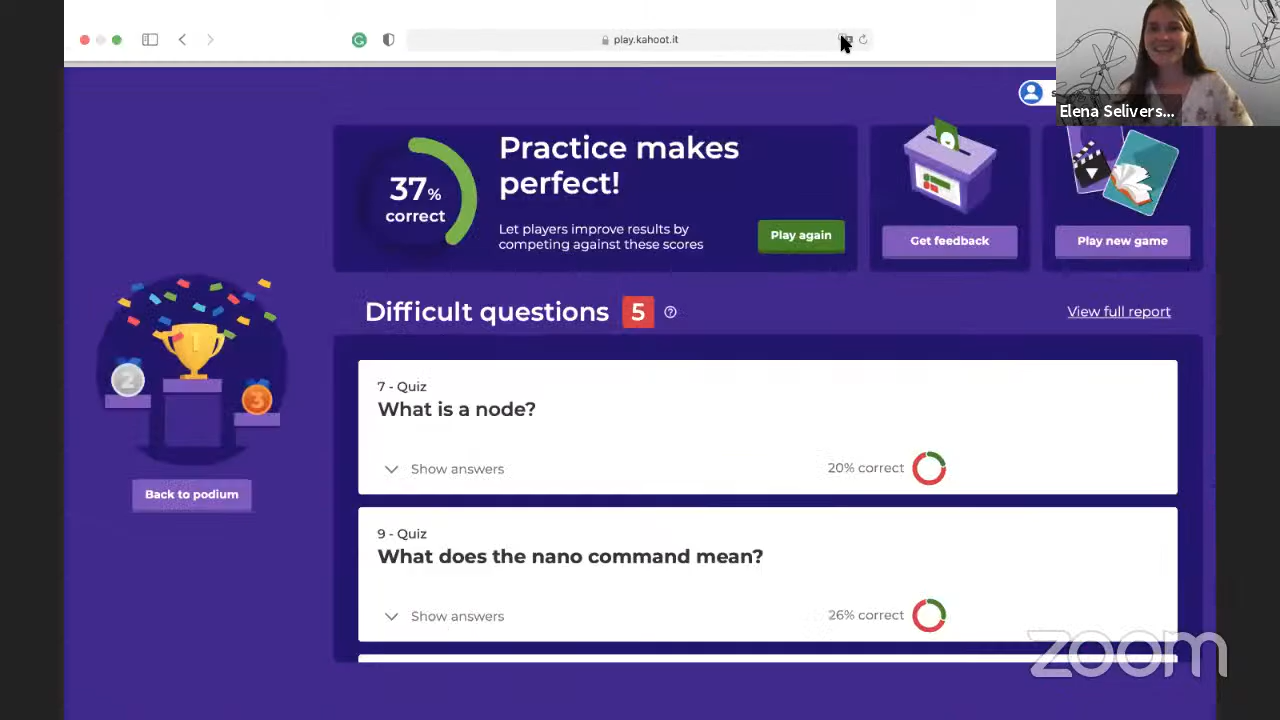 play.kahoot.it
Elena Selivers...
37%
correct
Practice makes
perfect!
Let players improve results by
competing against these scores
Play again
Get feedback
Play new game
1
2
3
Back to podium
Difficult questions 5
View full report
7 - Quiz
What is a node?
Show answers
20% correct
9 - Quiz
What does the nano command mean?
Show answers
26% correct
zoom